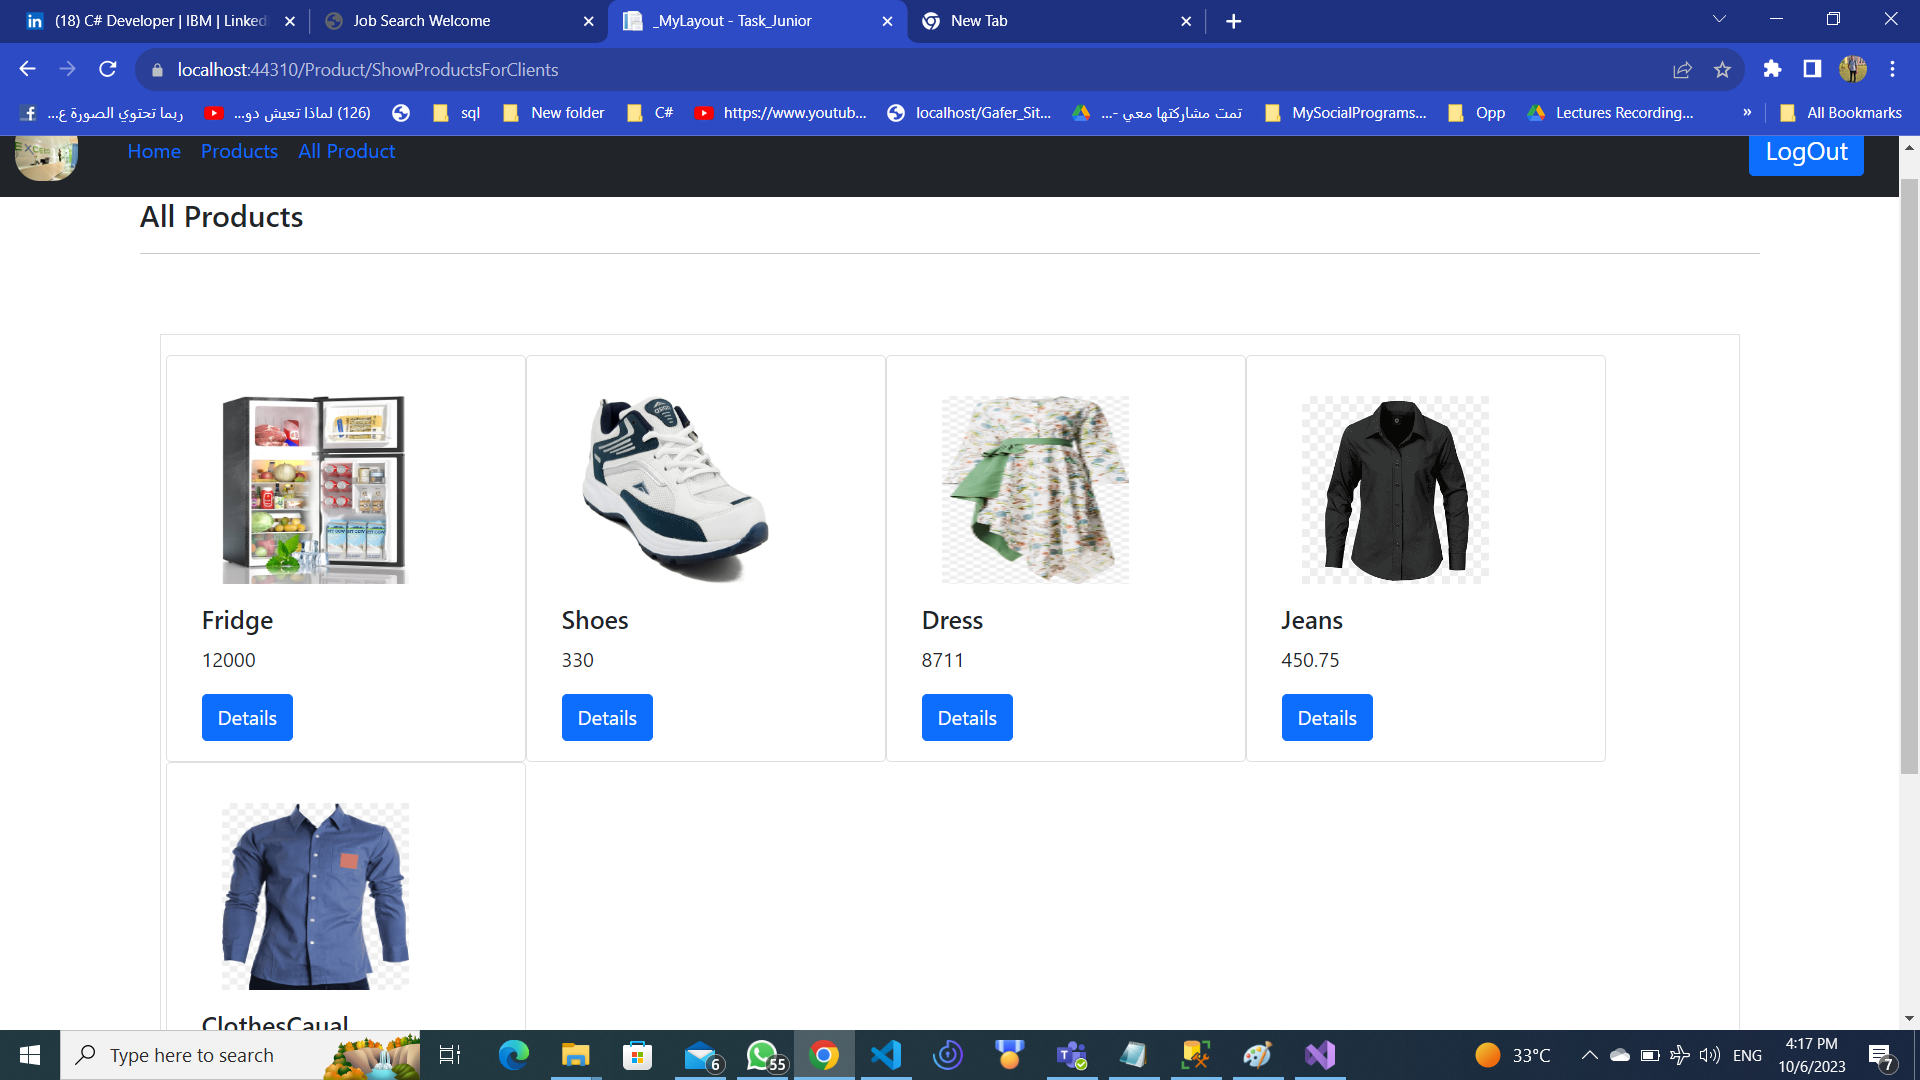 (18) C# Developer | IBM | Linked
Job Search Welcome
_MyLayout - Task_Junior
New Tab
localhost:44310/Product/ShowProductsForClients
ربما تحتوي الصورة ع...
(126) لماذا تعيش دو...
sql
New folder
C#
https://www.youtub...
localhost/Gafer_Sit...
تمت مشاركتها معي -...
MySocialPrograms...
Opp
Lectures Recording...
»
All Bookmarks
Home
Products
All Product
LogOut
All Products
Fridge
12000
Details
Shoes
330
Details
Dress
8711
Details
Jeans
450.75
Details
ClothesCaual
Type here to search
6
55
33°C
ENG
4:17 PM
10/6/2023
7